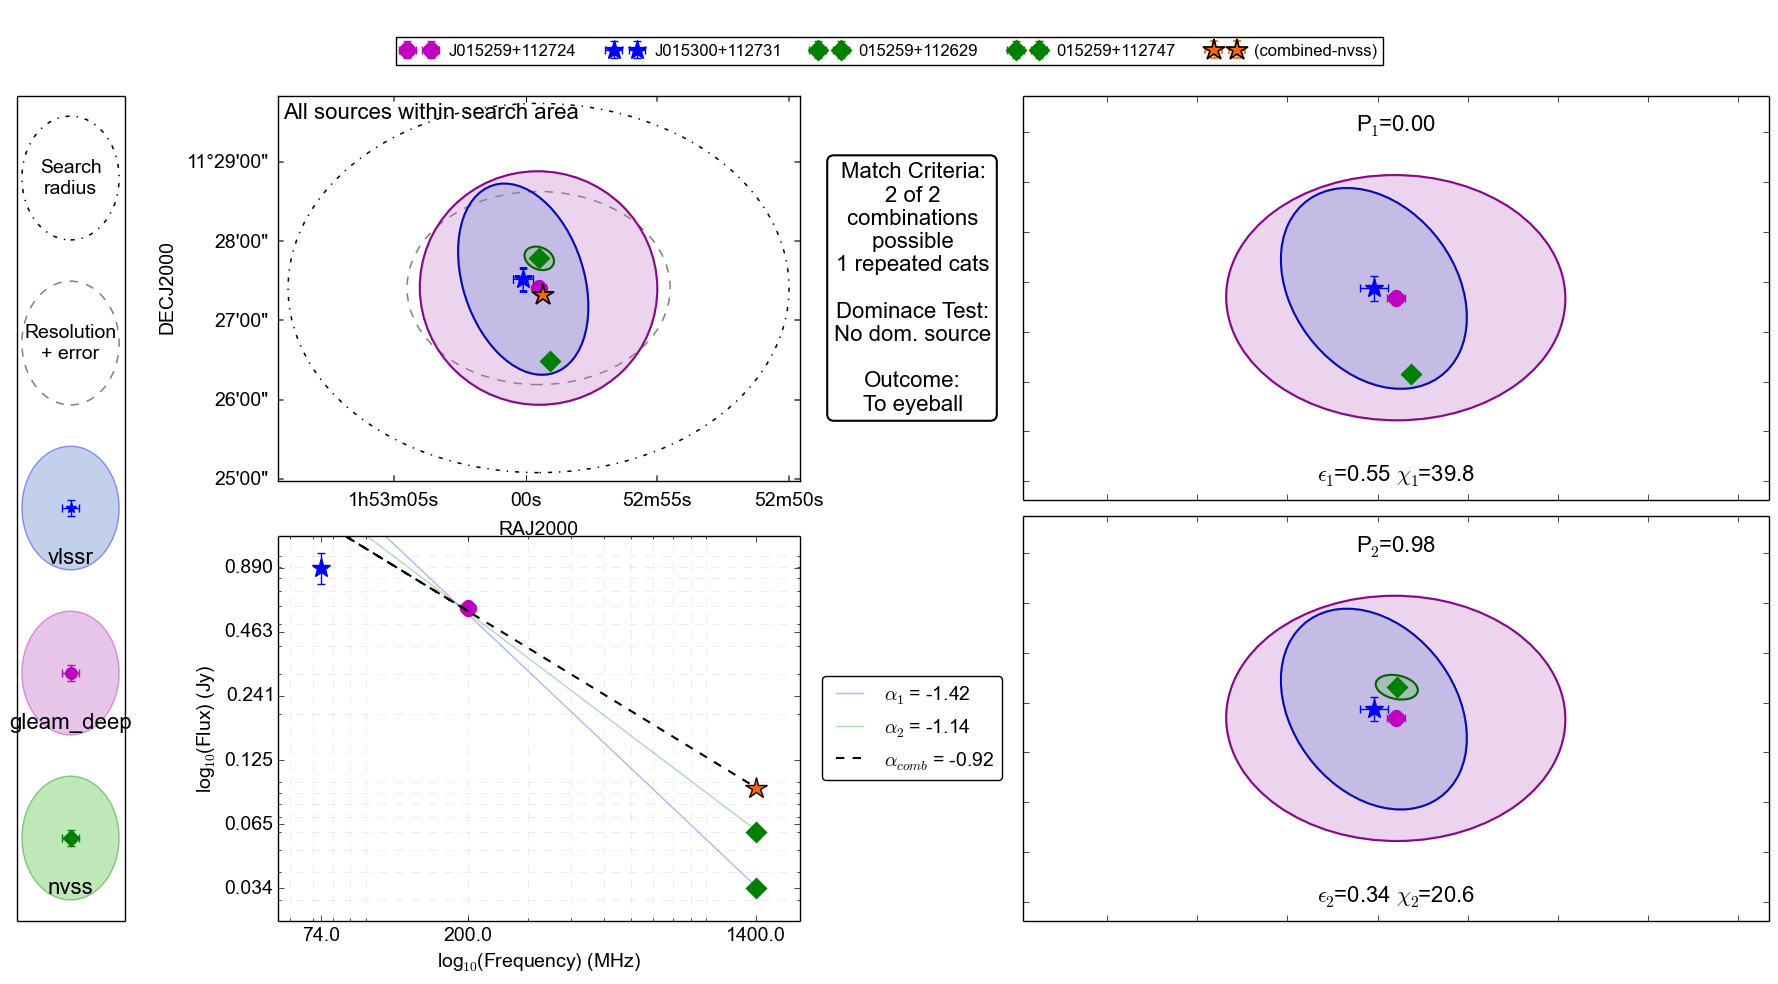 J015259+112724 J015300+112731 015259+112629 015259+112747 (combined-nvss)
Search
radius
Resolution
+ error
vlssr
gleam_deep
nvss
All sources within search area
DECJ2000
11°29'00"
28'00"
27'00"
26'00"
25'00"
1h53m05s 00s 52m55s 52m50s
RAJ2000
Match Criteria:
2 of 2
combinations
possible
1 repeated cats
Dominace Test:
No dom. source
Outcome:
To eyeball
P₁=0.00
ϵ₁=0.55 χ₁=39.8
log₁₀(Flux) (Jy)
0.890
0.463
0.241
0.125
0.065
0.034
74.0 200.0 1400.0
log₁₀(Frequency) (MHz)
α₁ = -1.42
α₂ = -1.14
α_comb = -0.92
P₂=0.98
ϵ₂=0.34 χ₂=20.6